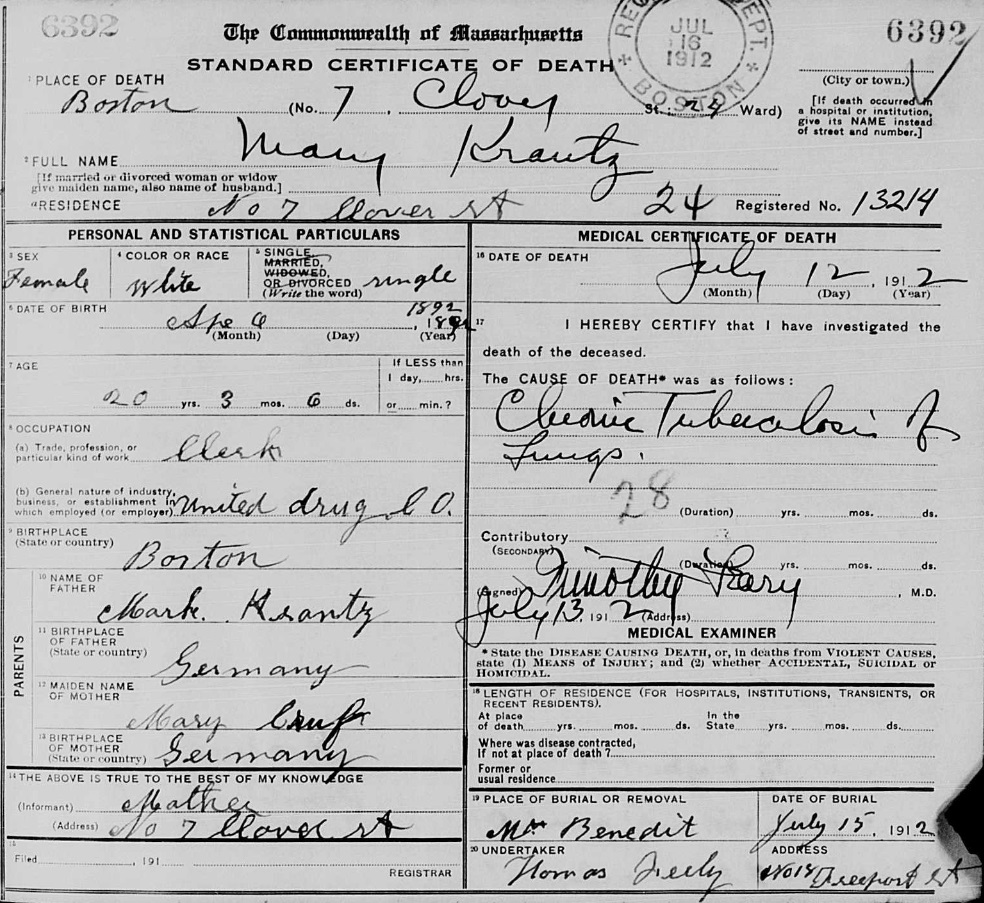 6392 The Commonwealth of Massachusetts 6392
STANDARD CERTIFICATE OF DEATH
JUL
16
1912
BOSTON
1 PLACE OF DEATH
Boston (No. 7, Clover St. 24 Ward)
(City or town.)
[If death occurred in
a hospital or institution,
give its NAME instead
of street and number.]
2 FULL NAME Mary Krantz
[If married or divorced woman or widow
give maiden name, also name of husband.]
RESIDENCE No 7 Clover st 24 Registered No. 13214
PERSONAL AND STATISTICAL PARTICULARS
3 SEX
Female
4 COLOR OR RACE
White
5 SINGLE,
MARRIED,
WIDOWED,
OR DIVORCED
(Write the word) single
6 DATE OF BIRTH
1892
Ape 6, 18
(Month) (Day) (Year)
7 AGE
20 yrs. 3 mos. 6 ds.
If LESS than
1 day,......hrs.
or......min.?
8 OCCUPATION
(a) Trade, profession, or
particular kind of work Clerk
(b) General nature of industry,
business, or establishment in
which employed (or employer) United drug C O.
9 BIRTHPLACE
(State or country)
Boston
PARENTS
10 NAME OF
FATHER
Mark. Krantz
11 BIRTHPLACE
OF FATHER
(State or country)
Germany
12 MAIDEN NAME
OF MOTHER
Mary
13 BIRTHPLACE
OF MOTHER
(State or country) Germany
14 THE ABOVE IS TRUE TO THE BEST OF MY KNOWLEDGE
(Informant) Mother
(Address) No 7 Clover st
15
Filed, 191
REGISTRAR
MEDICAL CERTIFICATE OF DEATH
16 DATE OF DEATH
July 12, 1912
(Month) (Day) (Year)
17 I HEREBY CERTIFY that I have investigated the
death of the deceased.
The CAUSE OF DEATH* was as follows:
Chronic Tuberculosis of
Lungs.
28
(Duration) yrs. mos. ds.
Contributory
(SECONDARY)
(Duration) yrs. mos. ds.
(Signed) Timothy Leary, M.D.
July 13, 1912 (Address)
MEDICAL EXAMINER
* State the DISEASE CAUSING DEATH, or, in deaths from VIOLENT CAUSES,
state (1) MEANS OF INJURY; and (2) whether ACCIDENTAL, SUICIDAL or
HOMICIDAL.
18 LENGTH OF RESIDENCE (FOR HOSPITALS, INSTITUTIONS, TRANSIENTS, OR
RECENT RESIDENTS).
At place In the
of death yrs. mos. ds. State yrs. mos. ds.
Where was disease contracted,
If not at place of death?
Former or
usual residence
19 PLACE OF BURIAL OR REMOVAL
Mt Benedit
DATE OF BURIAL
July 15, 1912
20 UNDERTAKER
Thomas Feely
ADDRESS
No 18 Freeport st